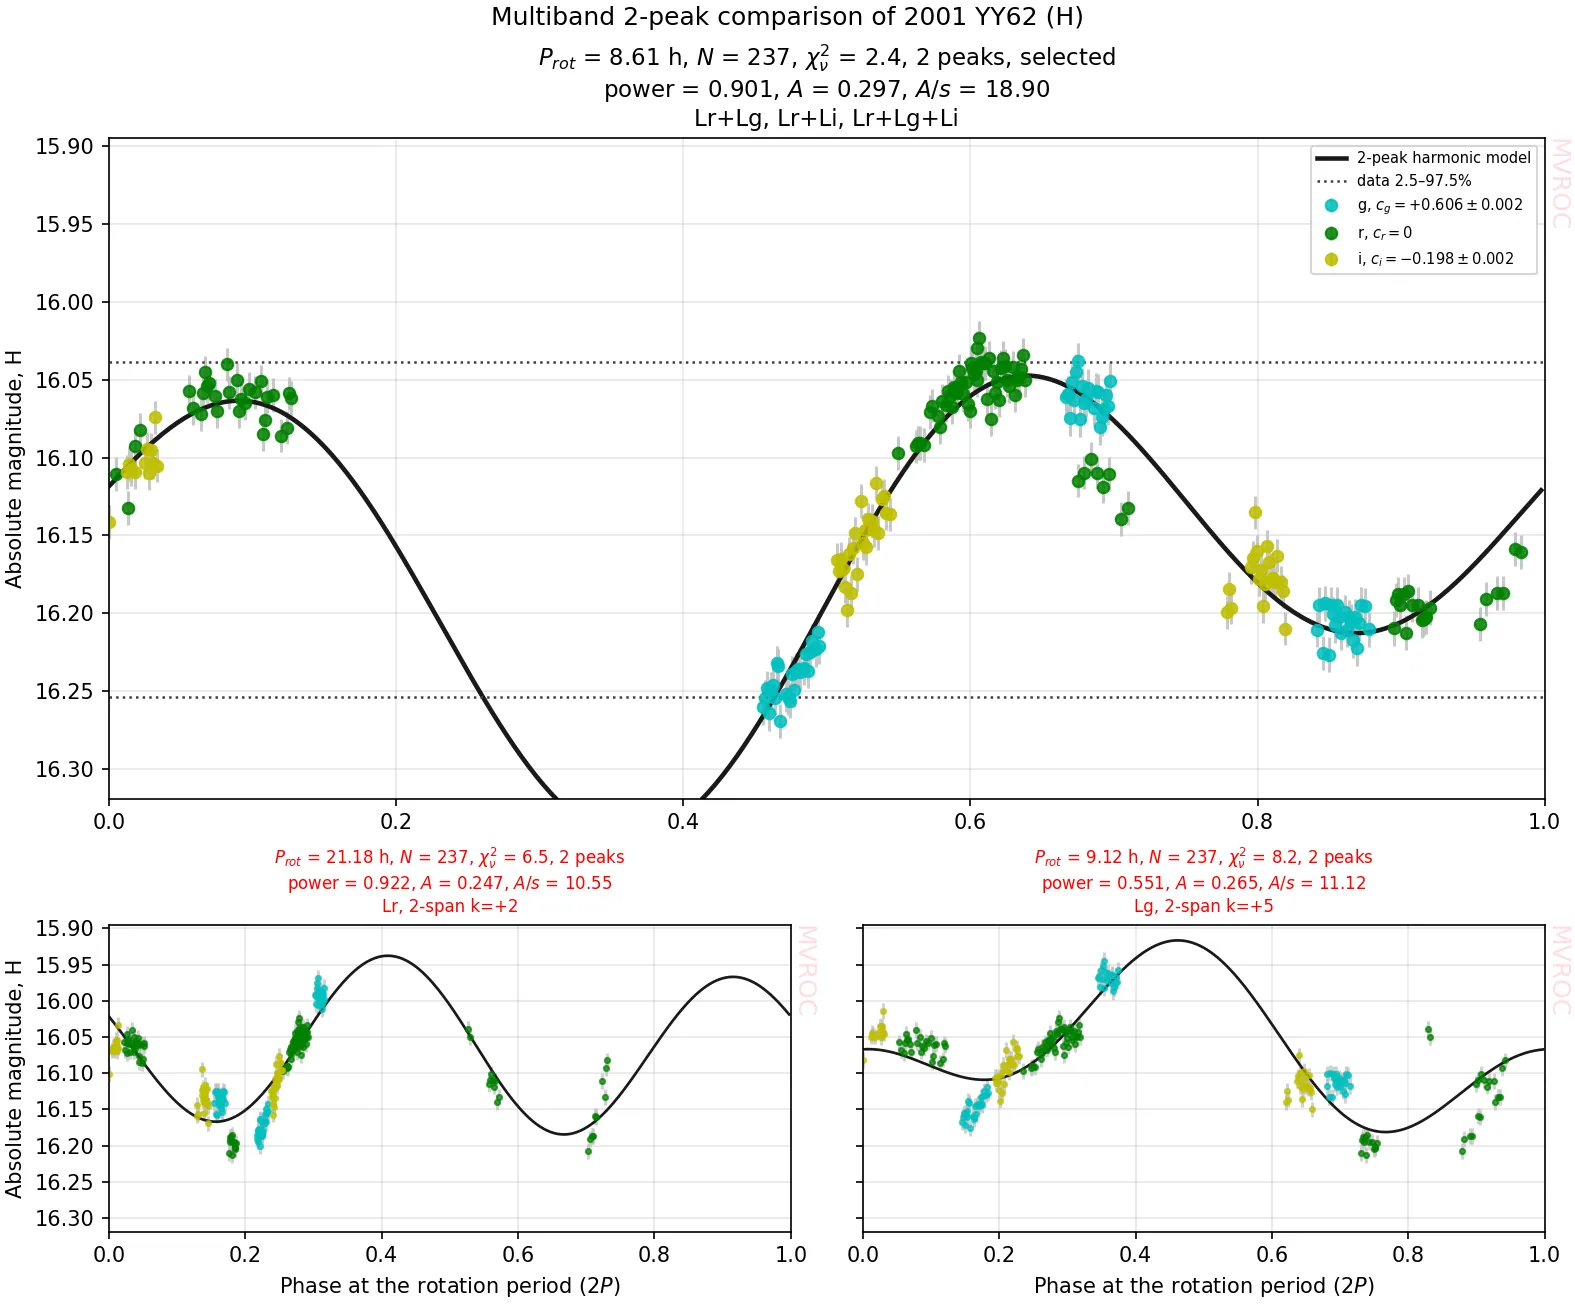 Multiband 2-peak comparison of 2001 YY62 (H)
P_rot = 8.61 h, N = 237, χ²_ν = 2.4, 2 peaks, selected
power = 0.901, A = 0.297, A/s = 18.90
Lr+Lg, Lr+Li, Lr+Lg+Li
2-peak harmonic model
data 2.5–97.5%
g, c_g = +0.606 ± 0.002
r, c_r = 0
i, c_i = −0.198 ± 0.002
MVROC
Absolute magnitude, H
15.90
15.95
16.00
16.05
16.10
16.15
16.20
16.25
16.30
0.0 0.2 0.4 0.6 0.8 1.0
P_rot = 21.18 h, N = 237, χ²_ν = 6.5, 2 peaks
power = 0.922, A = 0.247, A/s = 10.55
Lr, 2-span k=+2
MVROC
Absolute magnitude, H
15.90
15.95
16.00
16.05
16.10
16.15
16.20
16.25
16.30
0.0 0.2 0.4 0.6 0.8 1.0
Phase at the rotation period (2P)
P_rot = 9.12 h, N = 237, χ²_ν = 8.2, 2 peaks
power = 0.551, A = 0.265, A/s = 11.12
Lg, 2-span k=+5
MVROC
0.0 0.2 0.4 0.6 0.8 1.0
Phase at the rotation period (2P)